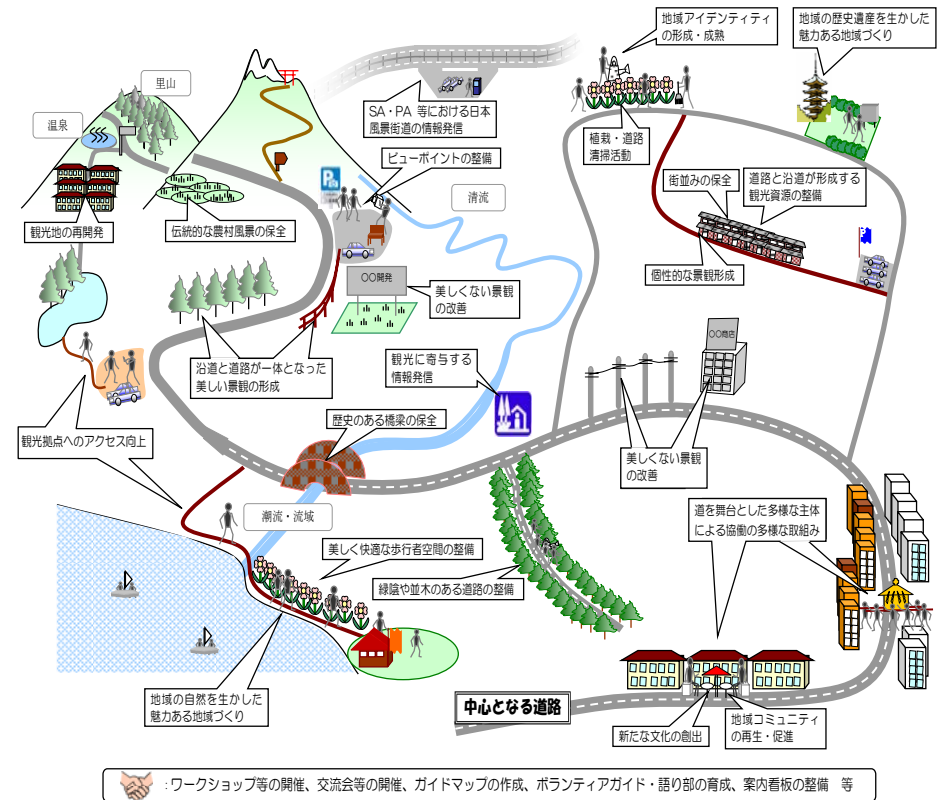 地域アイデンティティ
の形成・成熟
地域の歴史遺産を生かした
魅力ある地域づくり
里山
温泉
SA・PA 等における日本
風景街道の情報発信
植栽・道路
清掃活動
ビューポイントの整備
P
清流
街並みの保全
道路と沿道が形成する
観光資源の整備
観光地の再開発
伝統的な農村風景の保全
個性的な景観形成
〇〇開発
美しくない景観
の改善
〇〇商店
沿道と道路が一体となった
美しい景観の形成
観光に寄与する
情報発信
歴史のある橋梁の保全
観光拠点へのアクセス向上
美しくない景観
の改善
潮流・流域
道を舞台とした多様な主体
による協働の多様な取組み
美しく快適な歩行者空間の整備
緑陰や並木のある道路の整備
地域の自然を生かした
魅力ある地域づくり
中心となる道路
新たな文化の創出
地域コミュニティ
の再生・促進
:ワークショップ等の開催、交流会等の開催、ガイドマップの作成、ボランティアガイド・語り部の育成、案内看板の整備　等